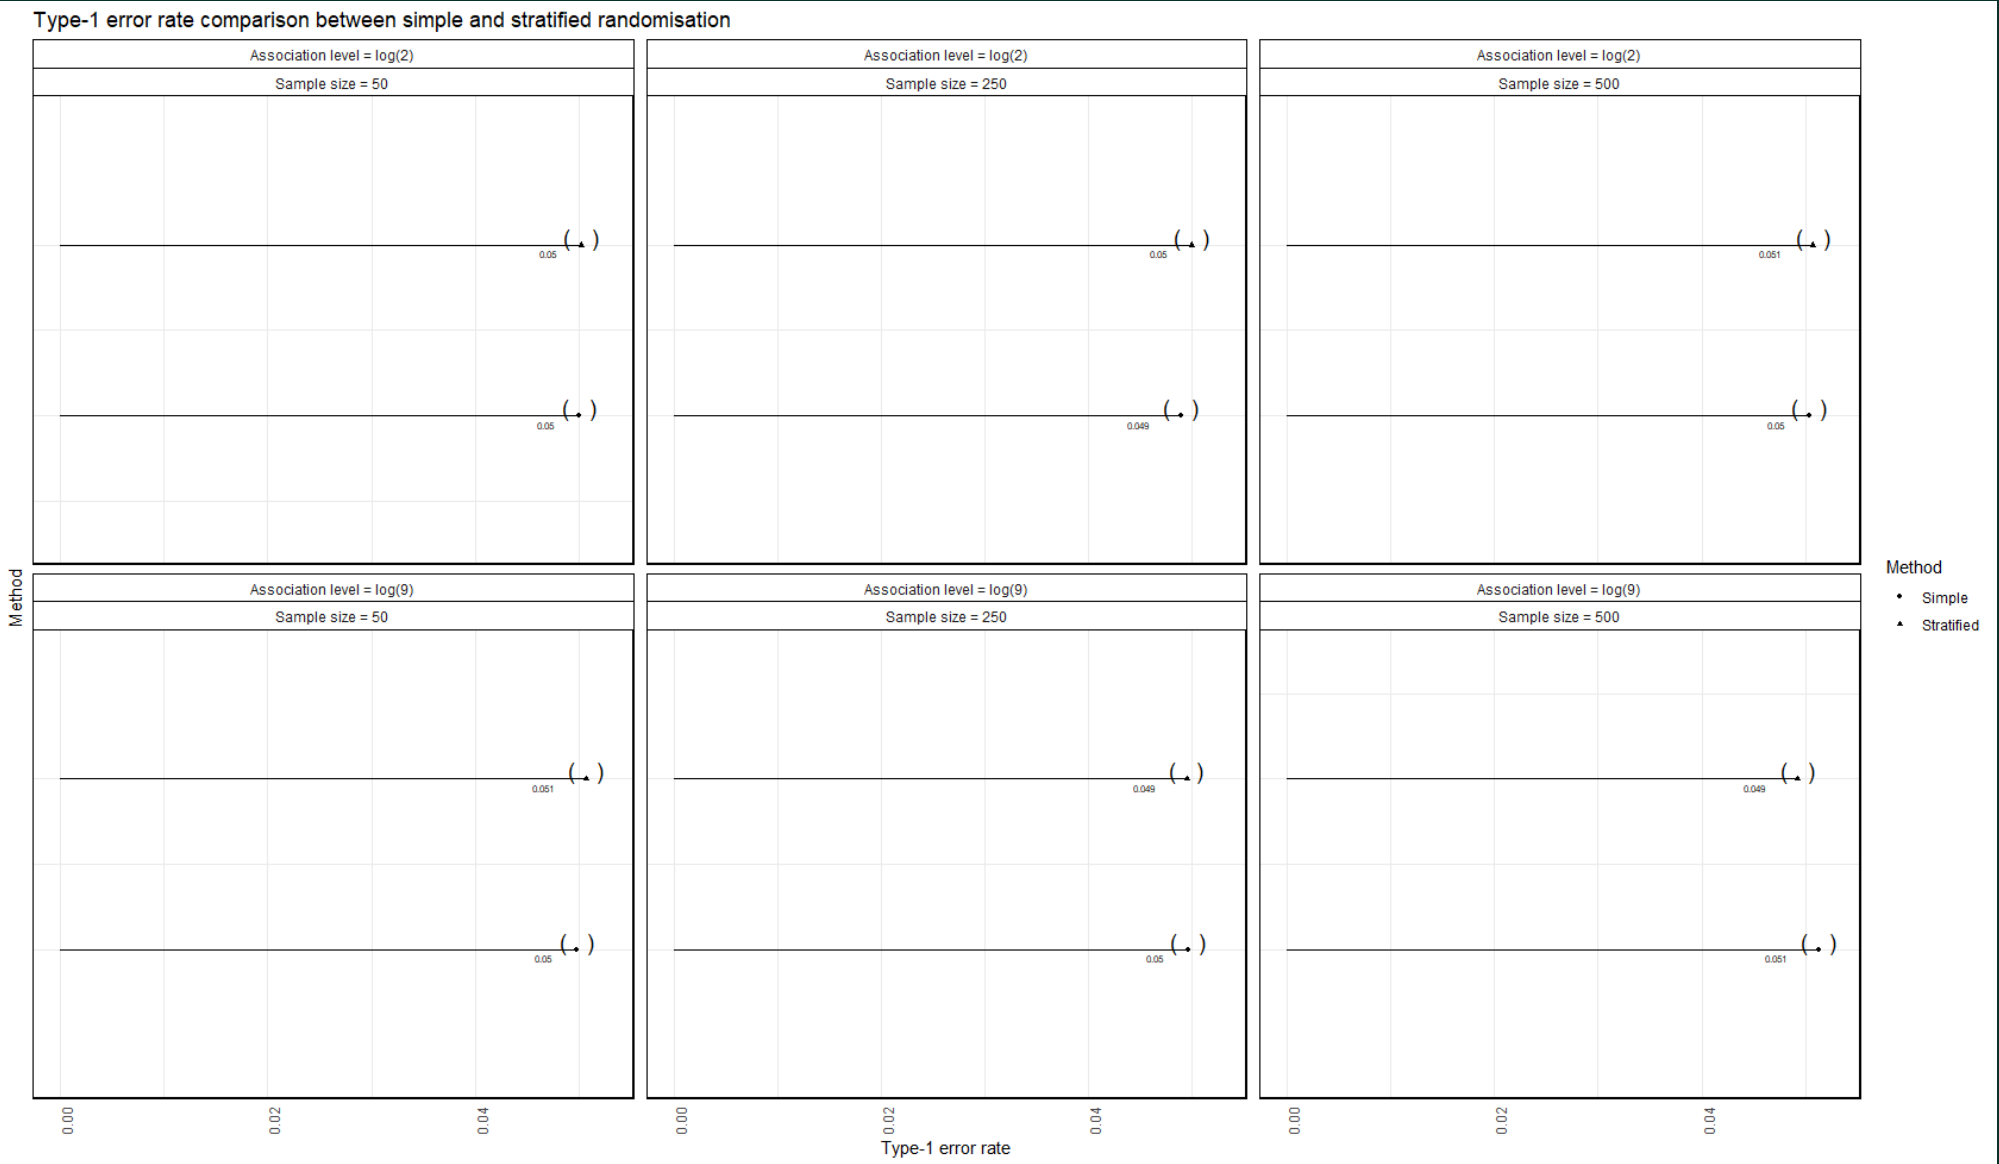 Type-1 error rate comparison between simple and stratified randomisation
Association level = log(2)
Sample size = 50
( )
0.05
( )
0.05
Association level = log(2)
Sample size = 250
( )
0.05
( )
0.049
Association level = log(2)
Sample size = 500
( )
0.051
( )
0.05
Association level = log(9)
Sample size = 50
( )
0.051
( )
0.05
Association level = log(9)
Sample size = 250
( )
0.049
( )
0.05
Association level = log(9)
Sample size = 500
( )
0.049
( )
0.051
Method
0.00
0.02
0.04
0.00
0.02
0.04
0.00
0.02
0.04
Type-1 error rate
Method
Simple
Stratified